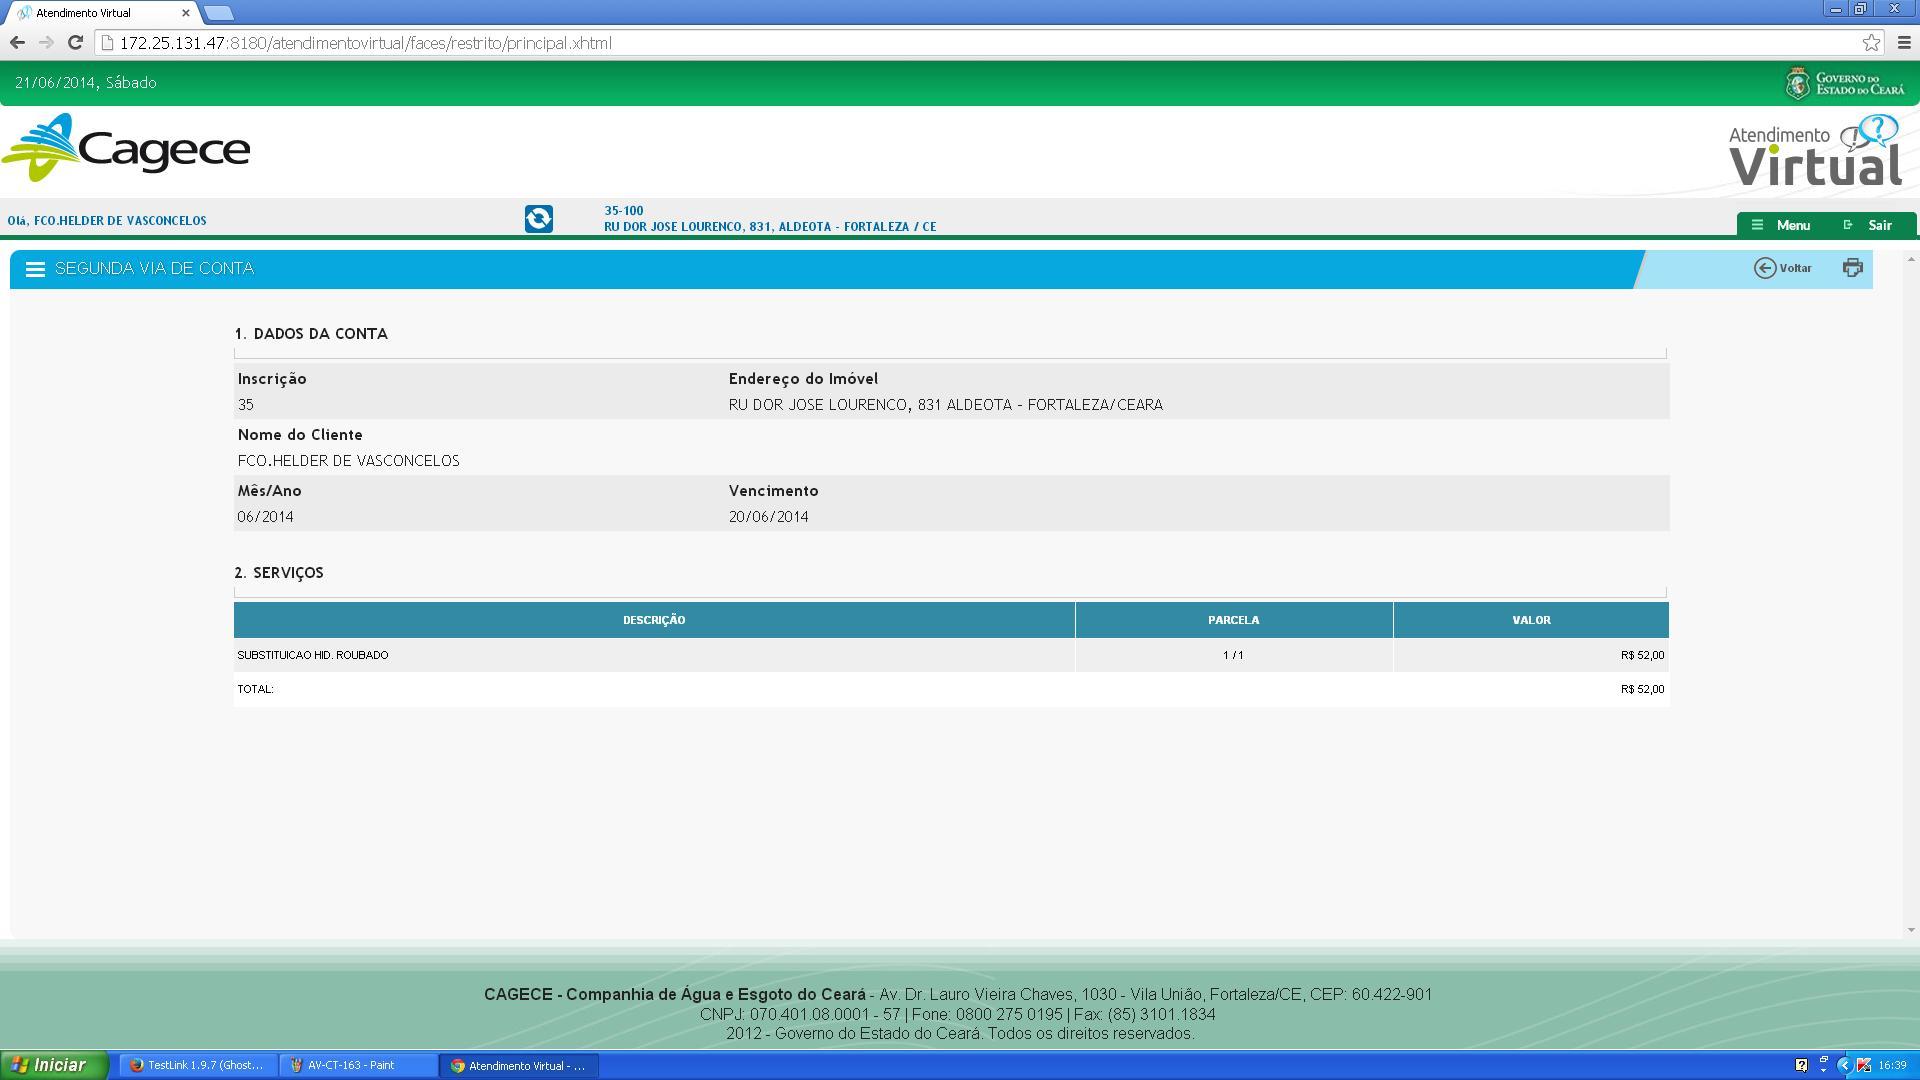 Atendimento Virtual
172.25.131.47:8180/atendimentovirtual/faces/restrito/principal.xhtml
21/06/2014, Sábado
GOVERNO DO
ESTADO DO CEARÁ
Cagece
Atendimento
Virtual
Olá, FCO.HELDER DE VASCONCELOS
35-100
RU DOR JOSE LOURENCO, 831, ALDEOTA - FORTALEZA / CE
Menu
Sair
SEGUNDA VIA DE CONTA
Voltar
1. DADOS DA CONTA
Inscrição Endereço do Imóvel
35 RU DOR JOSE LOURENCO, 831 ALDEOTA - FORTALEZA/CEARA
Nome do Cliente
FCO.HELDER DE VASCONCELOS
Mês/Ano Vencimento
06/2014 20/06/2014
2. SERVIÇOS
DESCRIÇÃO PARCELA VALOR
SUBSTITUICAO HID. ROUBADO 1 / 1 R$ 52,00
TOTAL: R$ 52,00
CAGECE - Companhia de Água e Esgoto do Ceará - Av. Dr. Lauro Vieira Chaves, 1030 - Vila União, Fortaleza/CE, CEP: 60.422-901
CNPJ: 070.401.08.0001 - 57 | Fone: 0800 275 0195 | Fax: (85) 3101.1834
2012 - Governo do Estado do Ceará. Todos os direitos reservados.
Iniciar TestLink 1.9.7 (Ghost... AV-CT-163 - Paint Atendimento Virtual - ... 16:39